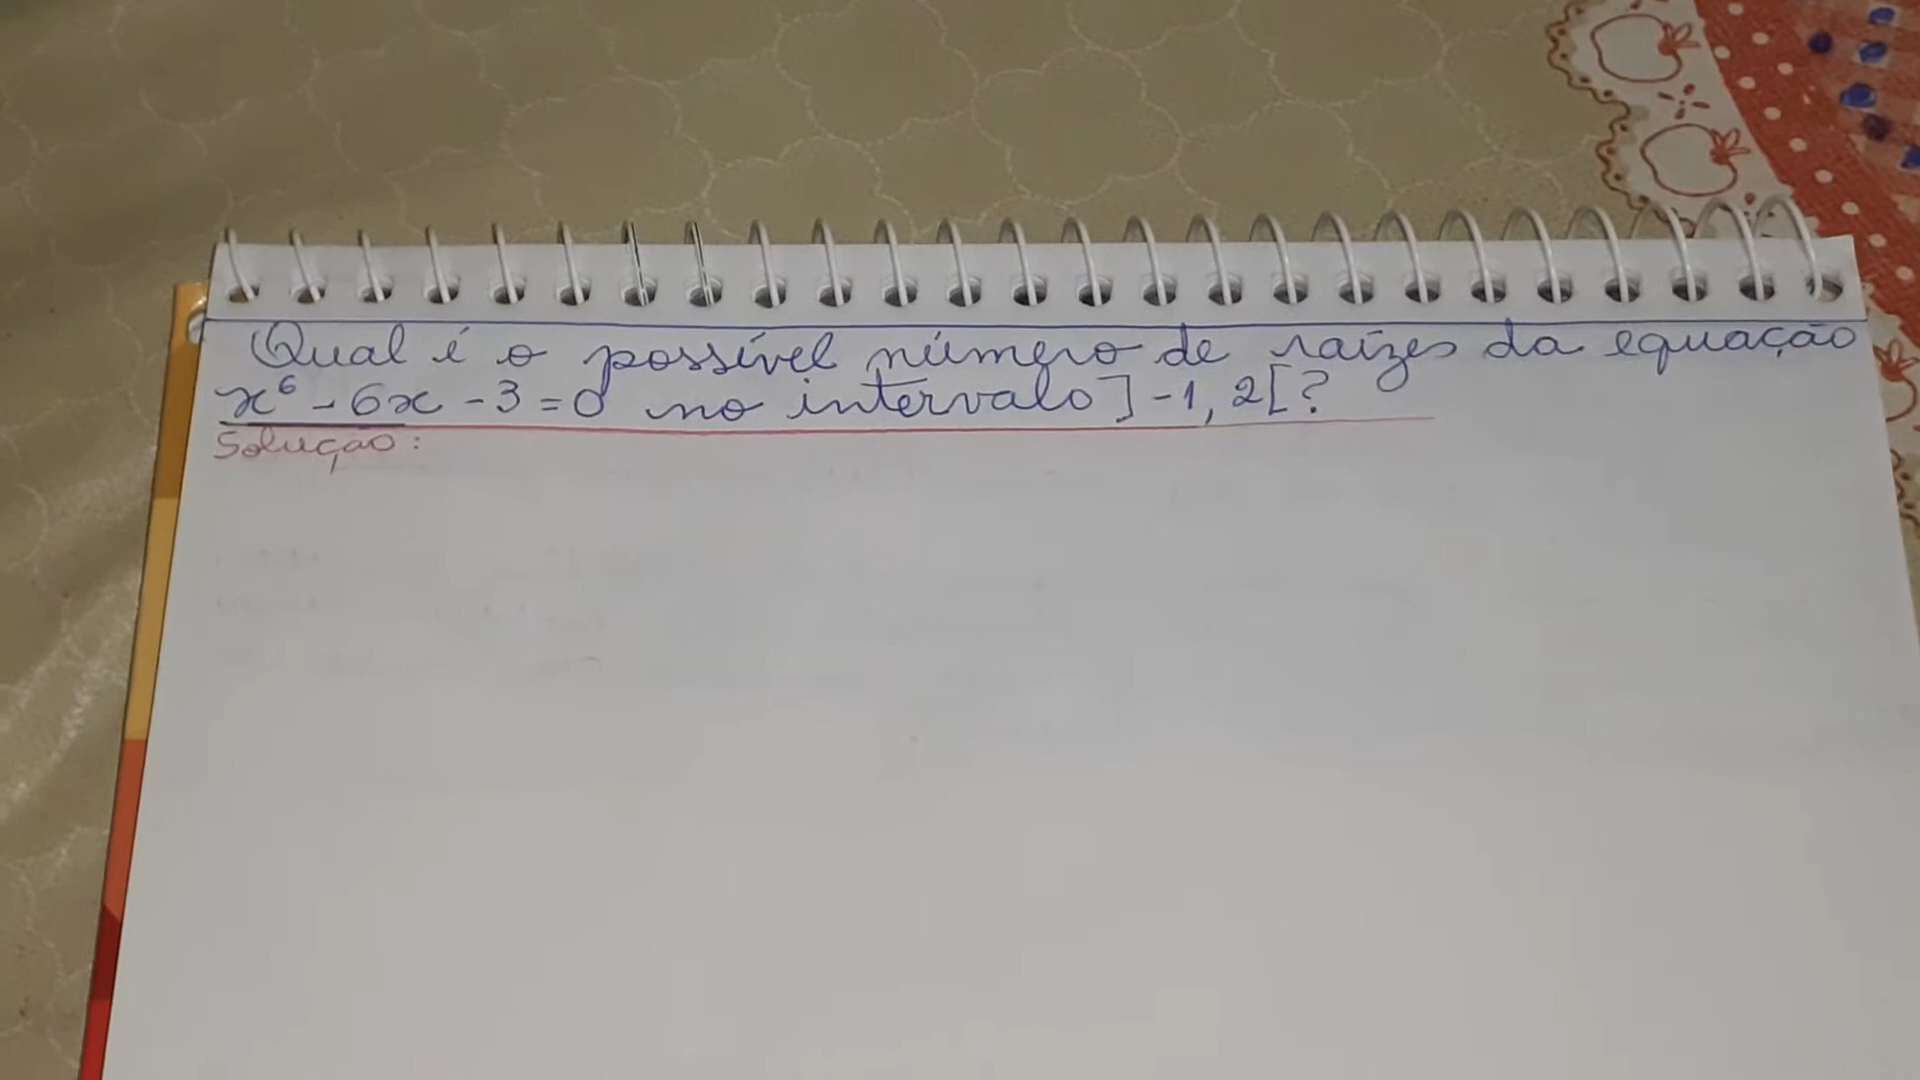 Qual é o possível número de raízes da equação
x⁶ - 6x - 3 = 0 no intervalo ] -1, 2 [ ?
Solução: